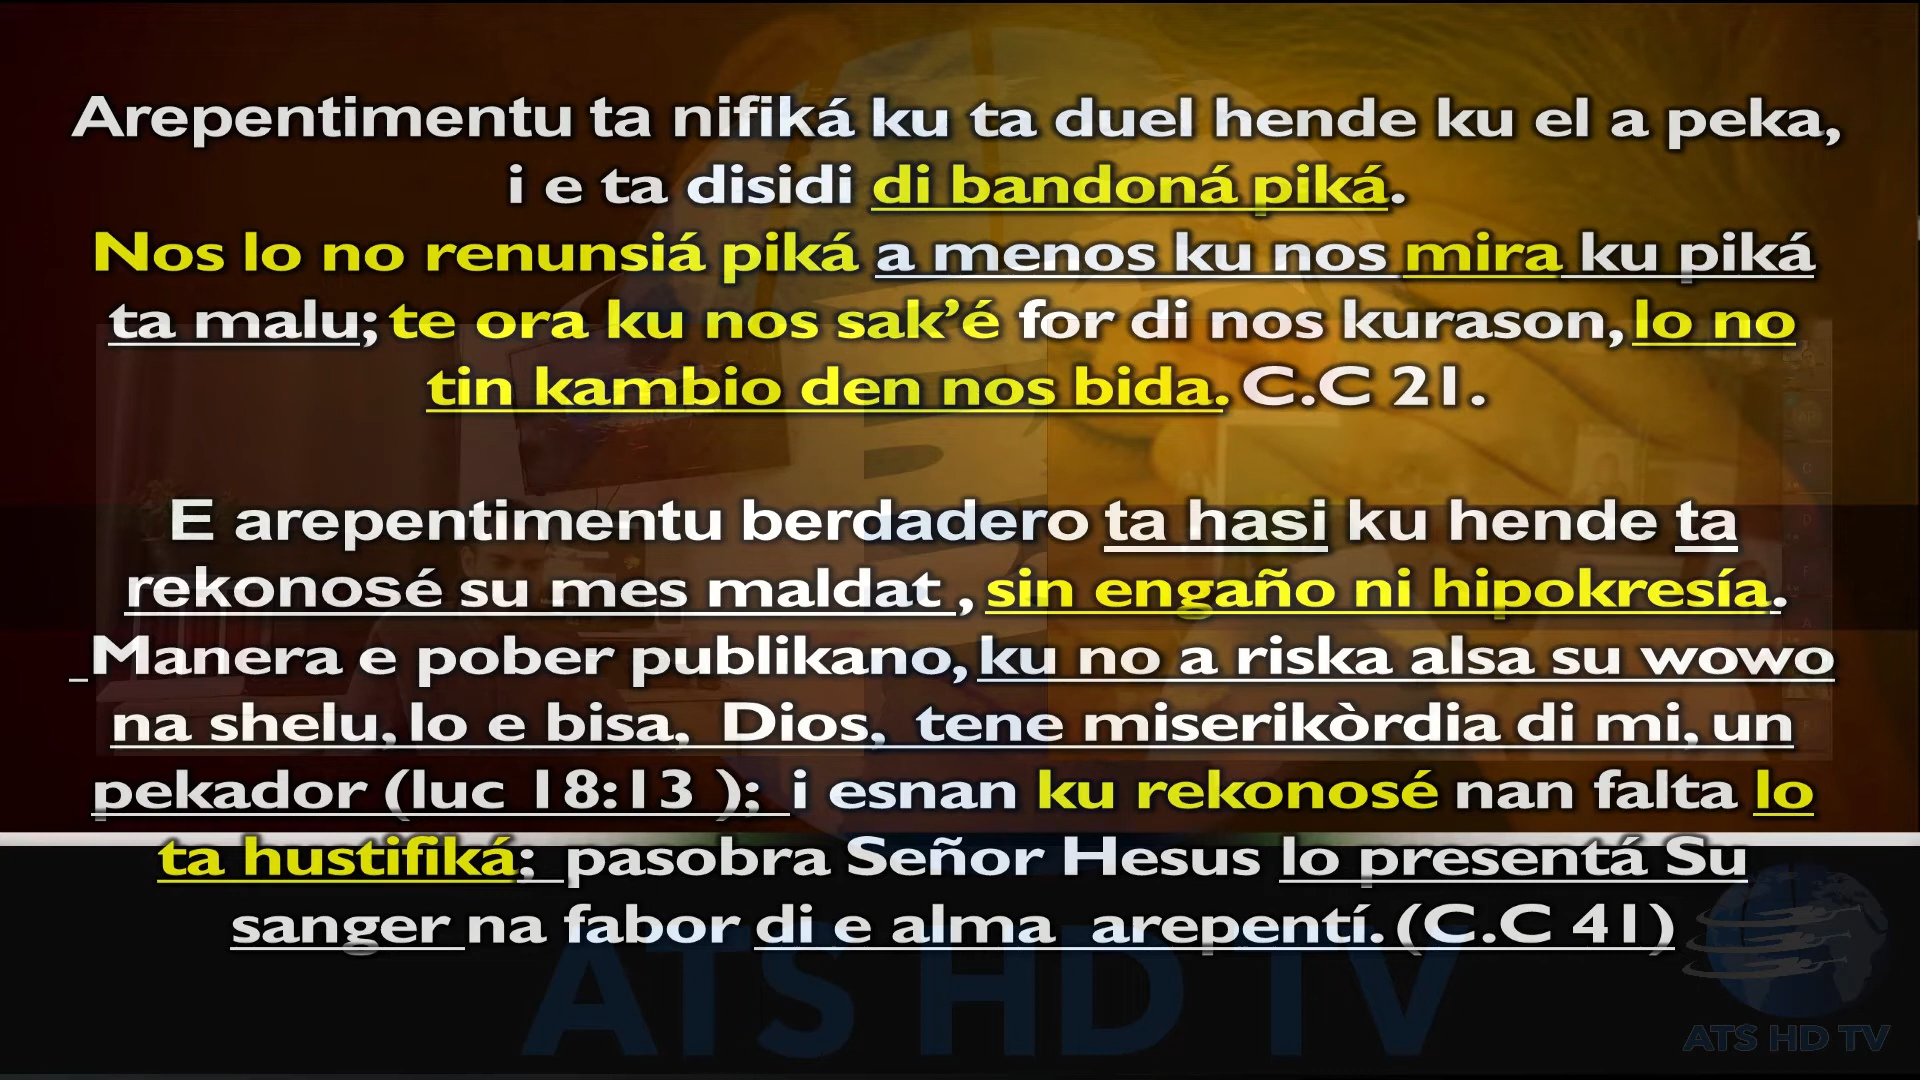 Arepentimentu ta nifiká ku ta duel hende ku el a peka,
i e ta disidi di bandoná piká.
Nos lo no renunsiá piká a menos ku nos mira ku piká
ta malu; te ora ku nos sak’é for di nos kurason, lo no
tin kambio den nos bida. C.C 21.
E arepentimentu berdadero ta hasi ku hende ta
rekonosé su mes maldat , sin engaño ni hipokresía.
_Manera e pober publikano, ku no a riska alsa su wowo
na shelu, lo e bisa, Dios, tene miserikòrdia di mi, un
pekador (luc 18:13 ); i esnan ku rekonosé nan falta lo
ta hustifiká; pasobra Señor Hesus lo presentá Su
sanger na fabor di e alma arepentí. (C.C 41)
ATS HD TV
ATS HD TV